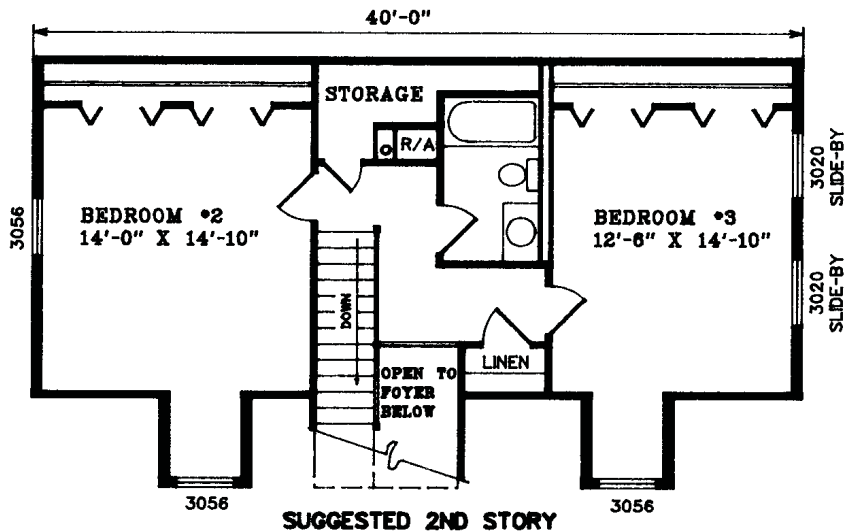 40'-0"
STORAGE
R/A
BEDROOM #2
14'-0" X 14'-10"
BEDROOM #3
12'-6" X 14'-10"
3056
3020
SLIDE-BY
3020
SLIDE-BY
DOWN
LINEN
OPEN TO
FOYER
BELOW
3056
3056
SUGGESTED 2ND STORY